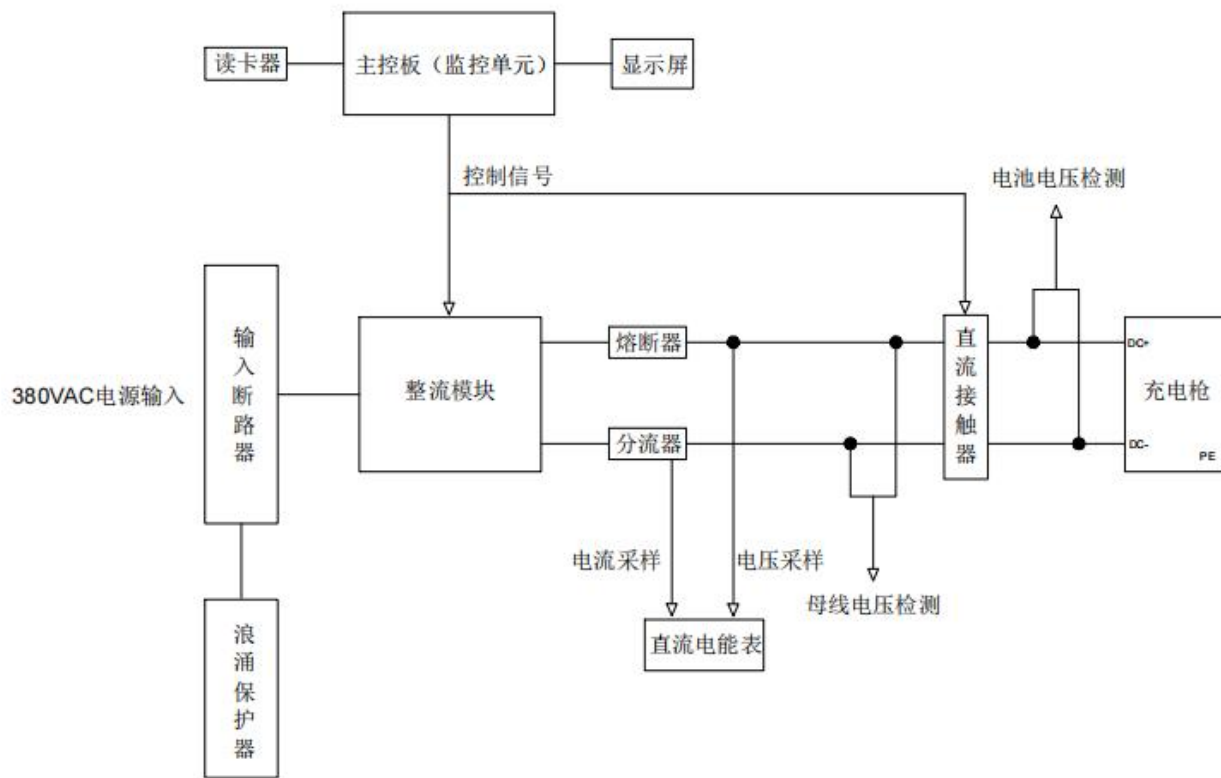 读卡器
主控板（监控单元）
显示屏
控制信号
电池电压检测
380VAC电源输入
输入断路器
整流模块
熔断器
分流器
直流接触器
DC+
充电枪
DC-
PE
电流采样
电压采样
母线电压检测
直流电能表
浪涌保护器